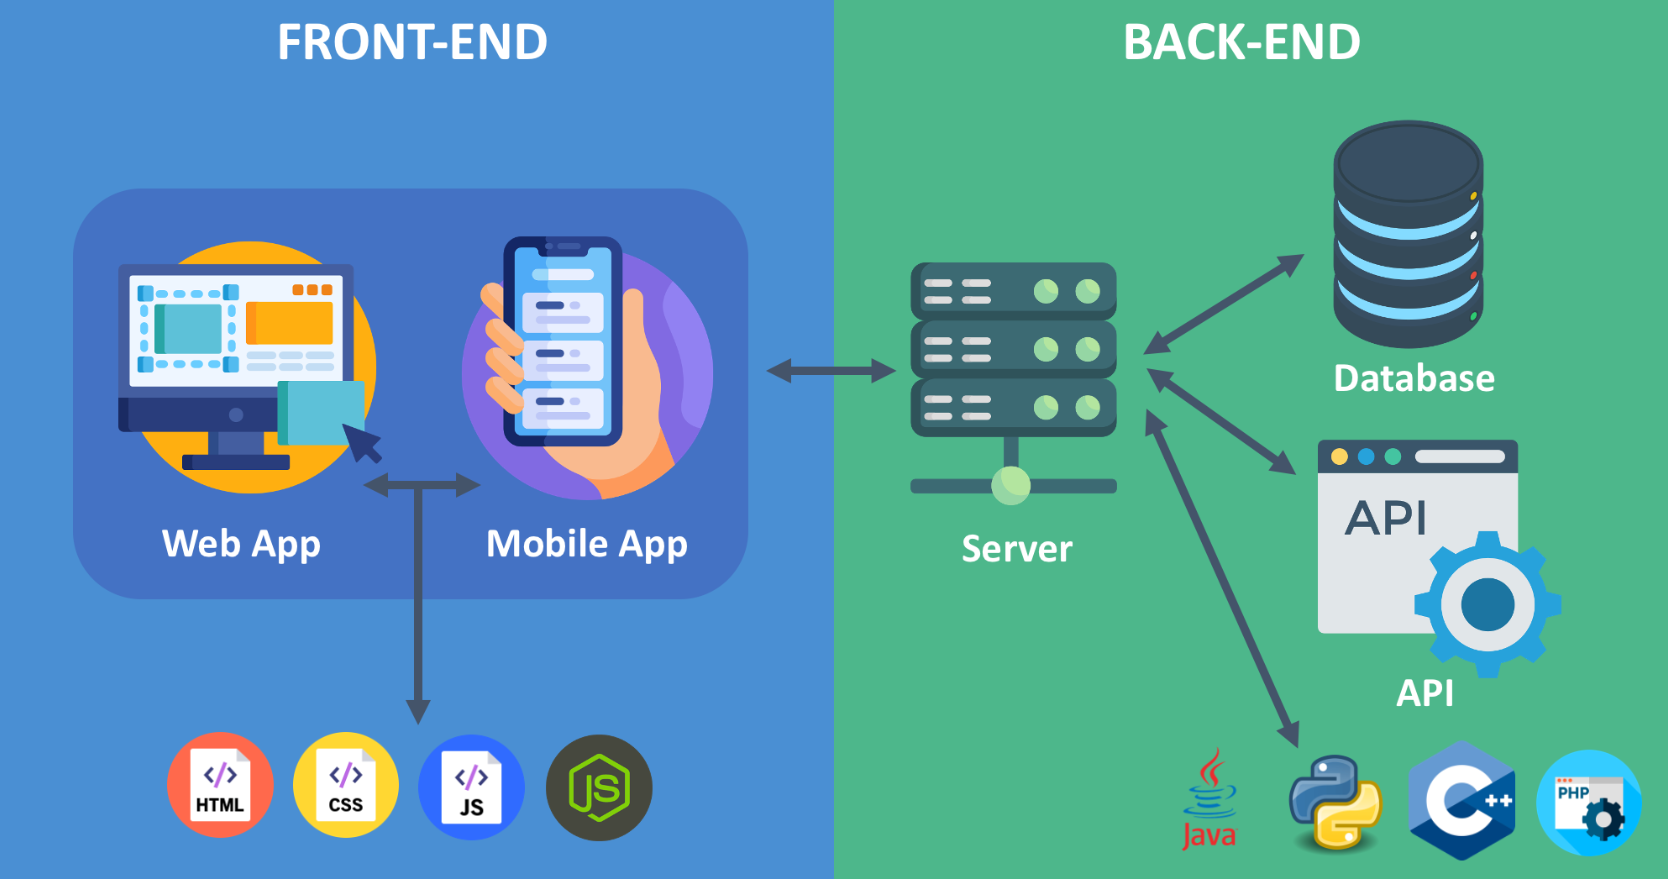 FRONT-END
Web App
Mobile App
</> HTML
</> CSS
</> JS
JS
BACK-END
Server
Database
API
API
Java
C++
PHP